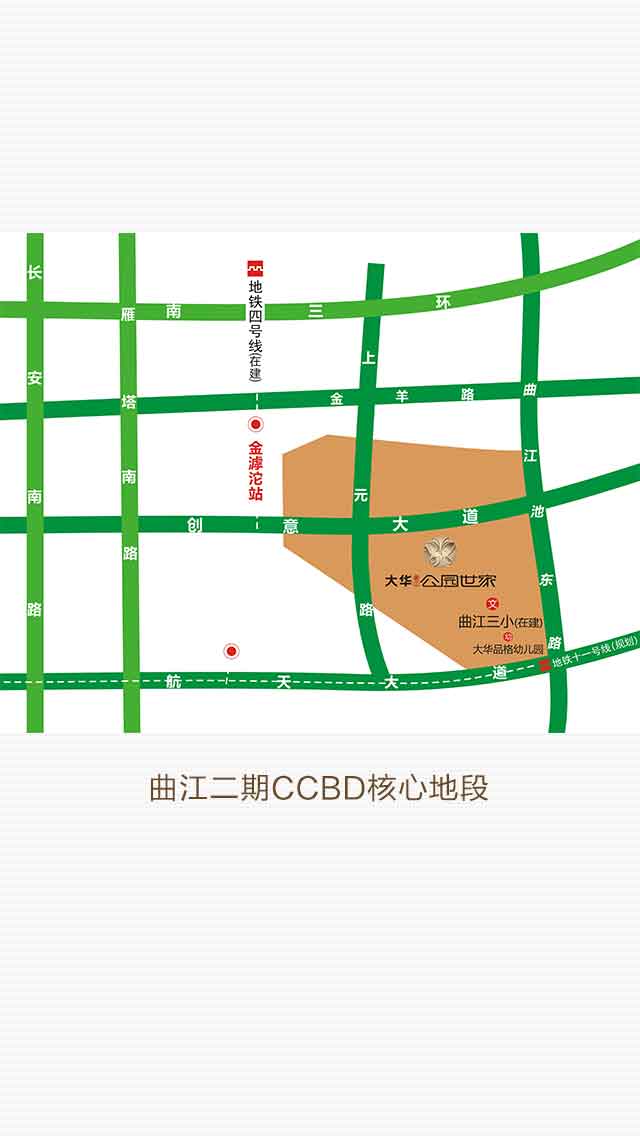 长安南路
雁塔南路
南三环
地铁四号线(在建)
上元路
金羊路
曲江池东路
金滹沱站
创意大道
大华 公园世家
文
曲江三小(在建)
幼
大华品格幼儿园
地铁十一号线(规划)
航天大道
曲江二期CCBD核心地段